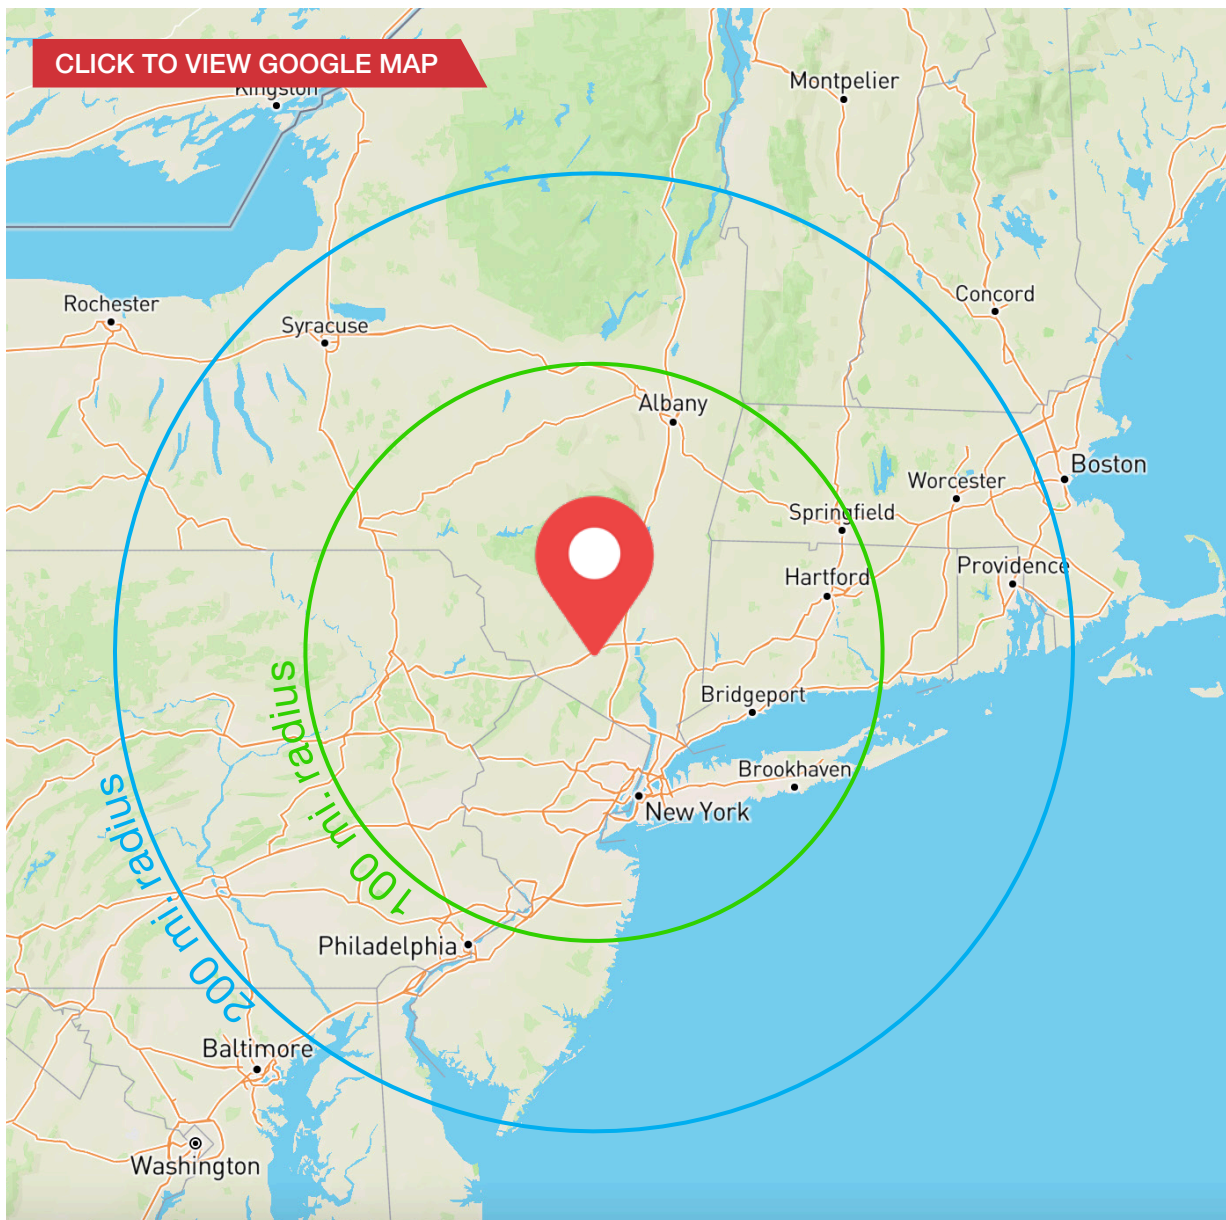 CLICK TO VIEW GOOGLE MAP
Kingston
Montpelier
Rochester
Syracuse
Concord
Albany
Boston
Worcester
Springfield
Providence
Hartford
Bridgeport
Brookhaven
New York
100 mi. radius
200 mi. radius
Philadelphia
Baltimore
Washington